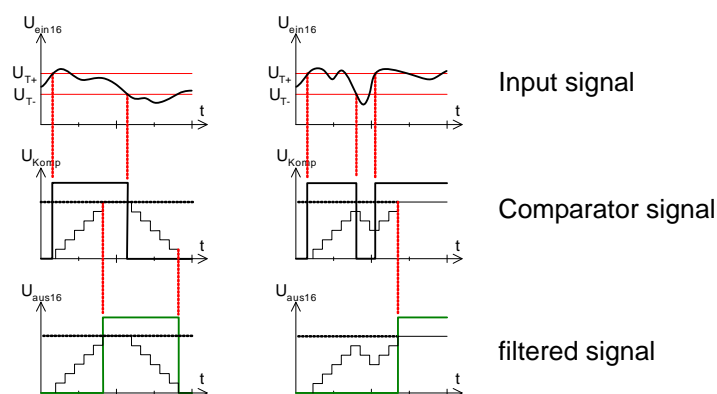 U_ein16 U_ein16
U_T+ U_T+ Input signal
U_T- U_T-
t t
U_Komp U_Komp
Comparator signal
t t
U_aus16 U_aus16
filtered signal
t t